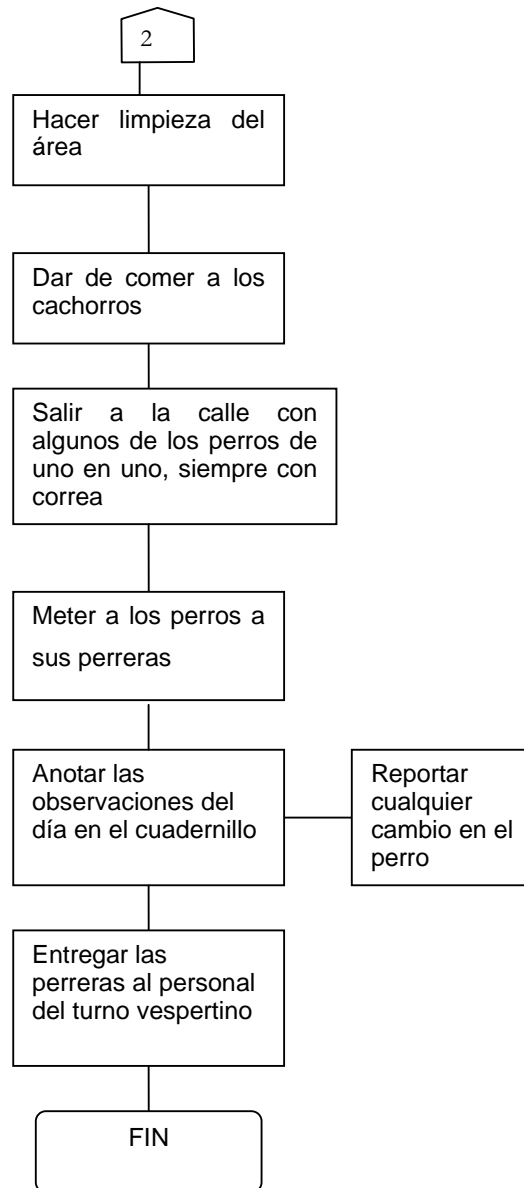 2
Hacer limpieza del
área
Dar de comer a los
cachorros
Salir a la calle con
algunos de los perros de
uno en uno, siempre con
correa
Meter a los perros a
sus perreras
Anotar las
observaciones del
día en el cuadernillo
Reportar
cualquier
cambio en el
perro
Entregar las
perreras al personal
del turno vespertino
FIN